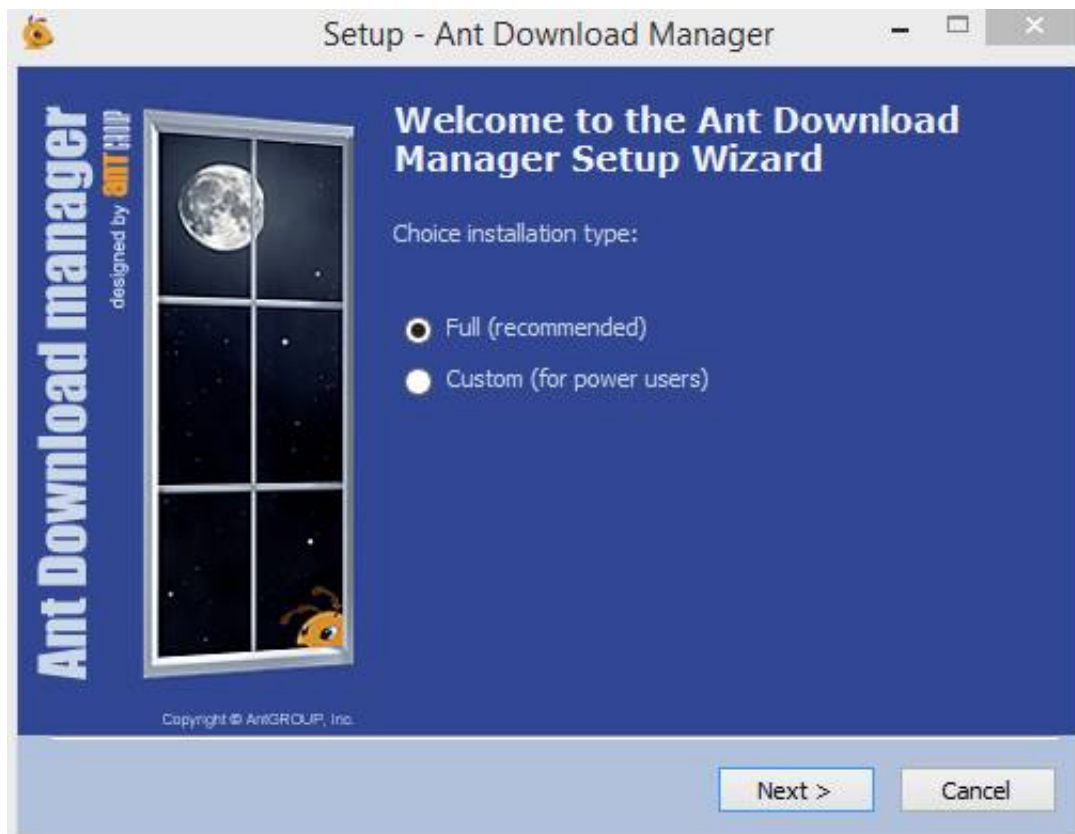 Setup - Ant Download Manager
Ant Download manager
designed by antGROUP
Welcome to the Ant Download
Manager Setup Wizard
Choice installation type:
Full (recommended)
Custom (for power users)
Copyright © AntGROUP, Inc.
Next >
Cancel